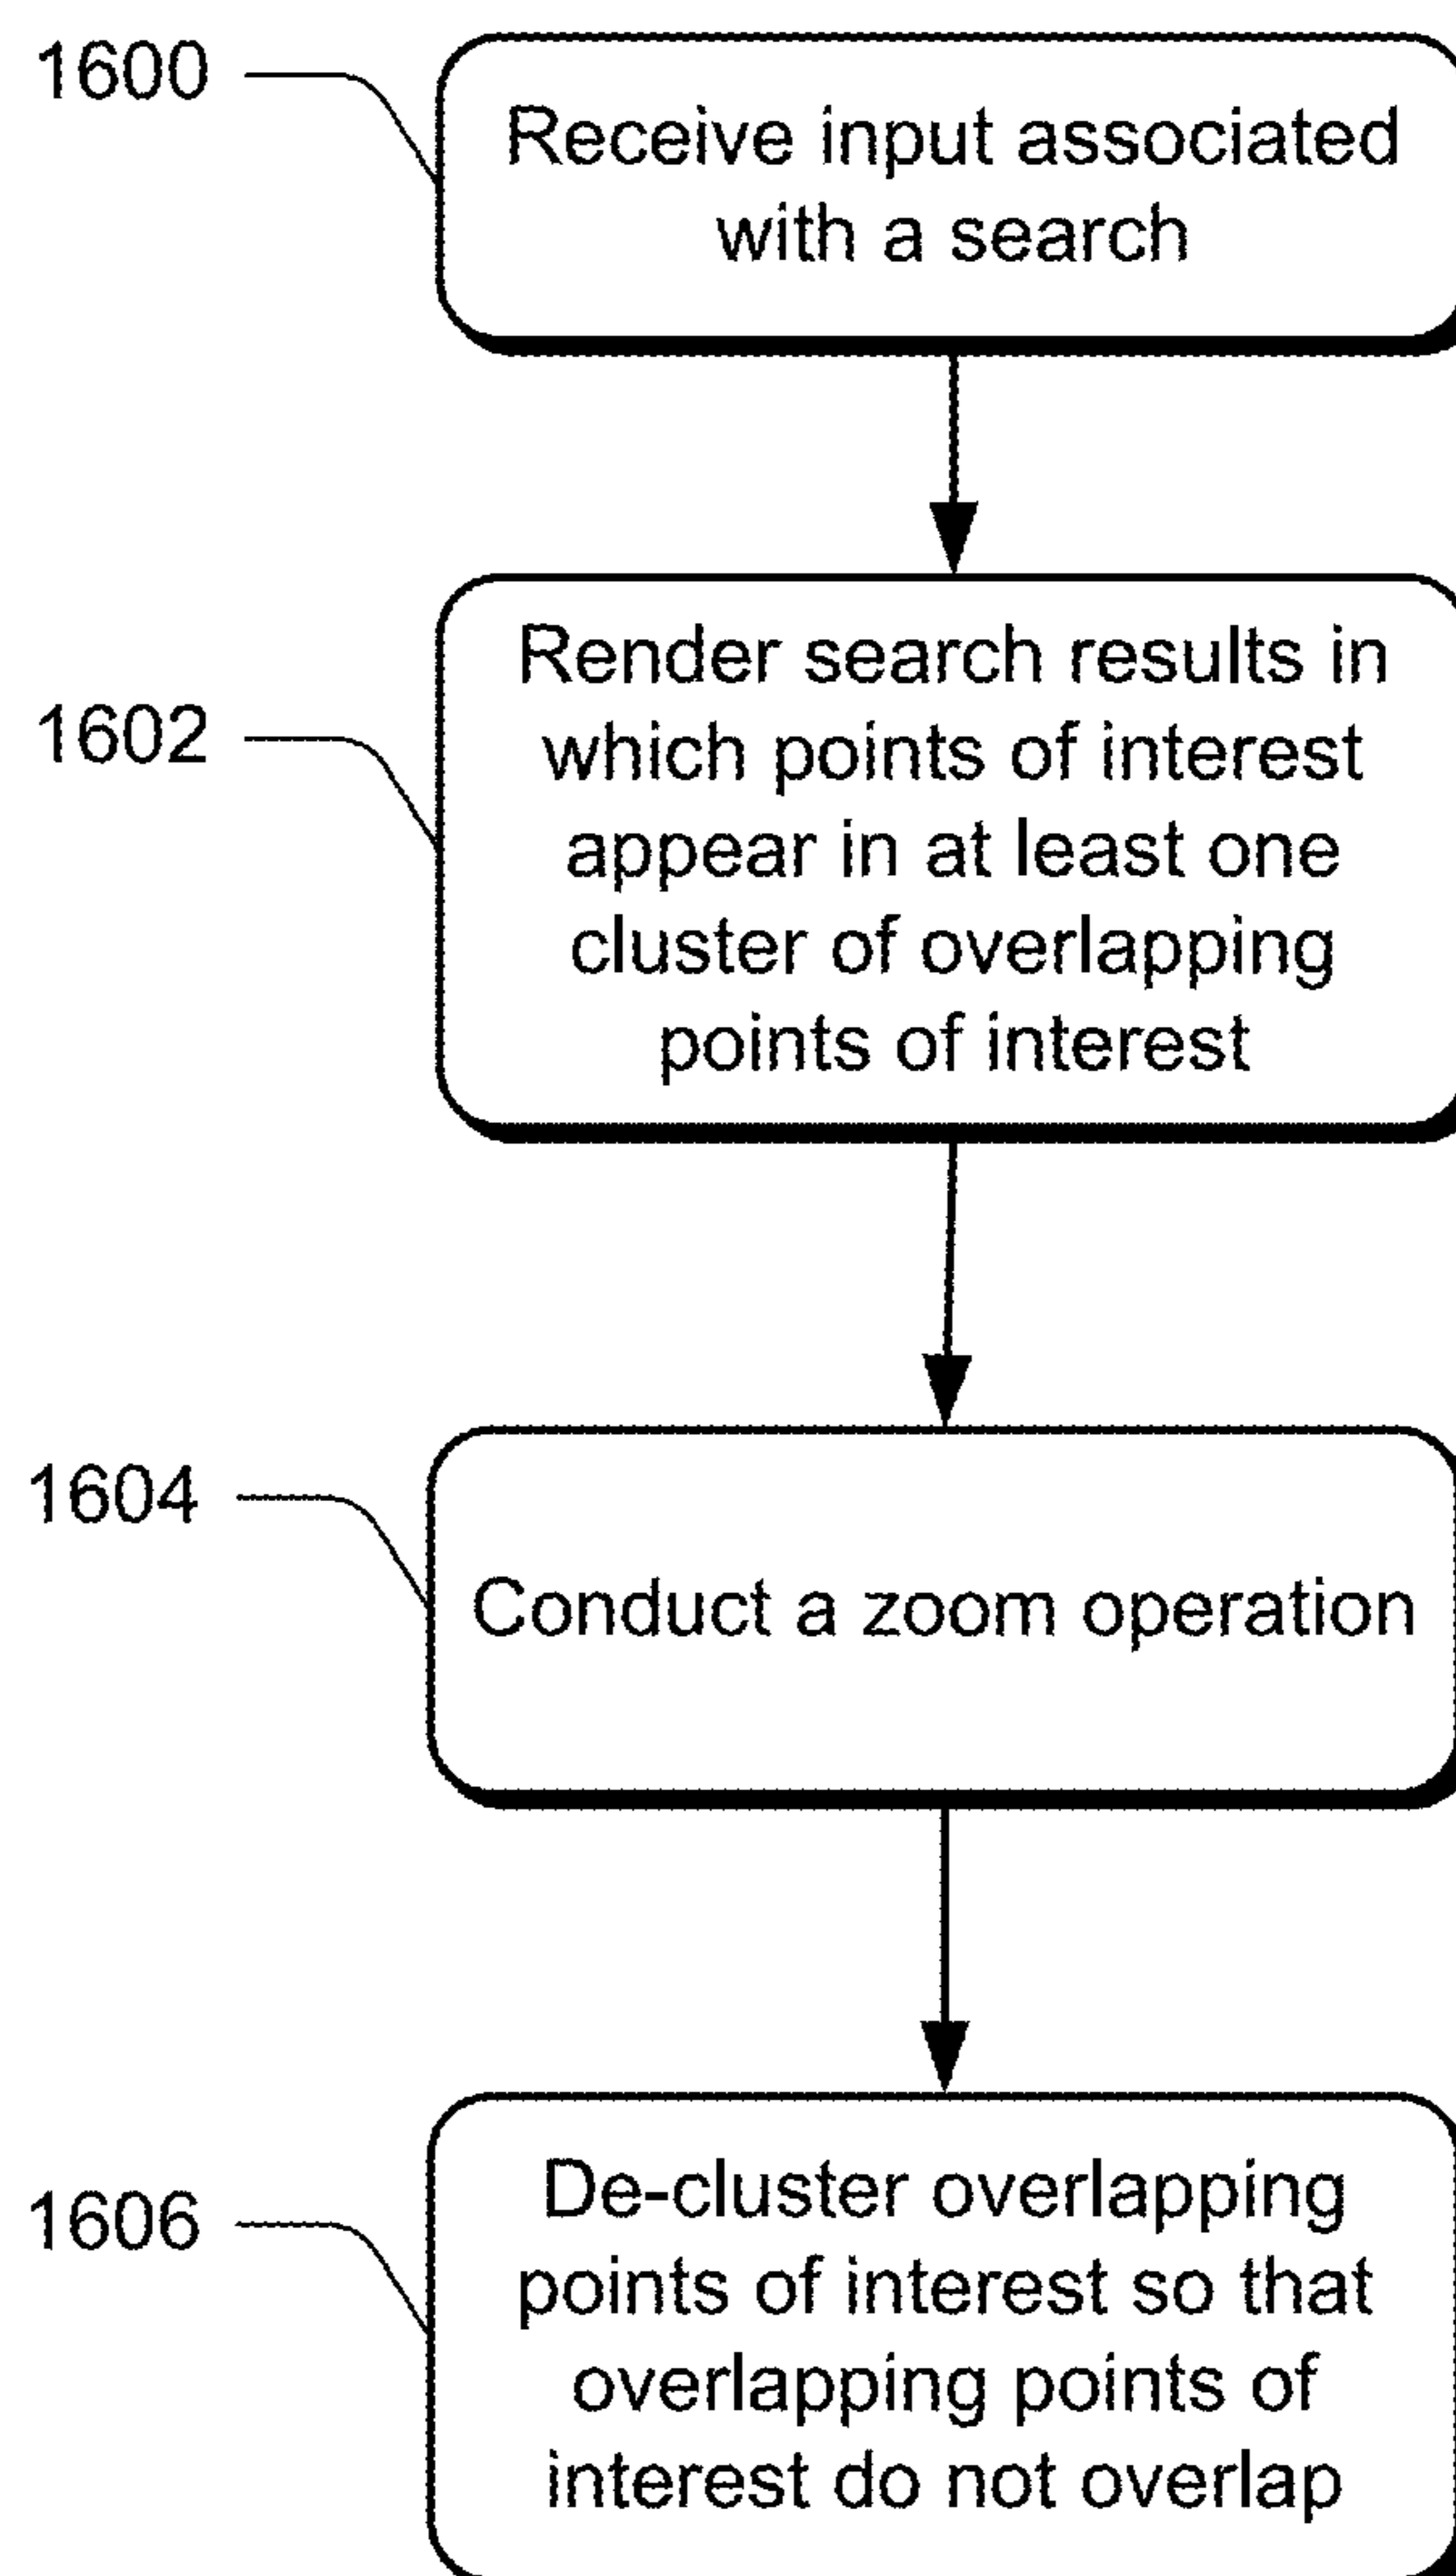 1600
Receive input associated
with a search
1602
Render search results in
which points of interest
appear in at least one
cluster of overlapping
points of interest
1604
Conduct a zoom operation
1606
De-cluster overlapping
points of interest so that
overlapping points of
interest do not overlap